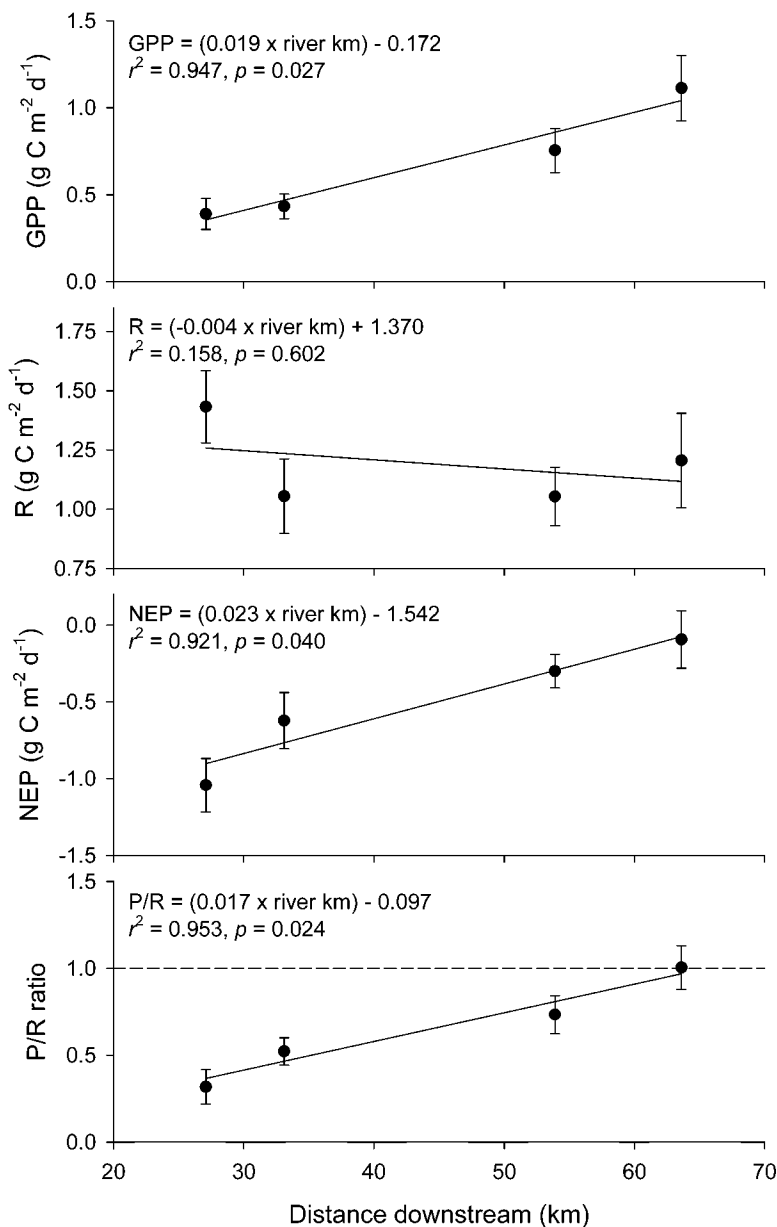 GPP = (0.019 x river km) - 0.172
r² = 0.947, p = 0.027
GPP (g C m⁻² d⁻¹)
1.5
1.0
0.5
0.0
R = (-0.004 x river km) + 1.370
r² = 0.158, p = 0.602
R (g C m⁻² d⁻¹)
1.75
1.50
1.25
1.00
0.75
NEP = (0.023 x river km) - 1.542
r² = 0.921, p = 0.040
NEP (g C m⁻² d⁻¹)
0.0
-0.5
-1.0
-1.5
P/R = (0.017 x river km) - 0.097
r² = 0.953, p = 0.024
P/R ratio
1.5
1.0
0.5
0.0
20 30 40 50 60 70
Distance downstream (km)